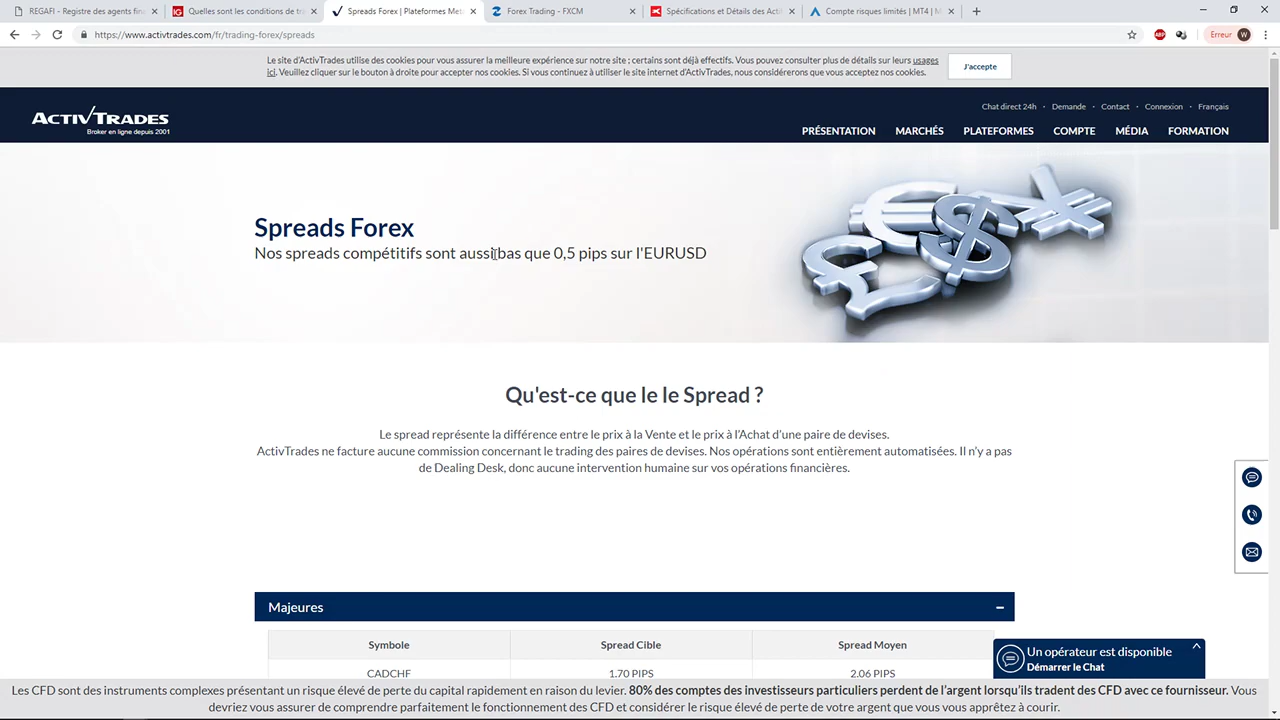 REGAFI - Registre des agents fin
Quelles sont les conditions de tra
Spreads Forex | Plateformes Meta
Forex Trading - FXCM
Spécifications et Détails des Acti
Compte risques limités | MT4 | M
https://www.activtrades.com/fr/trading-forex/spreads
ABP
Erreur W
Le site d'ActivTrades utilise des cookies pour vous assurer la meilleure expérience sur notre site ; certains sont déjà effectifs. Vous pouvez consulter plus de détails sur leurs usages
ici. Veuillez cliquer sur le bouton à droite pour accepter nos cookies. Si vous continuez à utiliser le site internet d'ActivTrades, nous considérerons que vous acceptez nos cookies.
J'accepte
ACTIVTRADES
Broker en ligne depuis 2001
Chat direct 24h · Demande · Contact · Connexion · Français
PRÉSENTATION MARCHÉS PLATEFORMES COMPTE MÉDIA FORMATION
Spreads Forex
Nos spreads compétitifs sont aussi bas que 0,5 pips sur l'EURUSD
Qu'est-ce que le le Spread ?
Le spread représente la différence entre le prix à la Vente et le prix à l'Achat d'une paire de devises.
ActivTrades ne facture aucune commission concernant le trading des paires de devises. Nos opérations sont entièrement automatisées. Il n'y a pas
de Dealing Desk, donc aucune intervention humaine sur vos opérations financières.
Majeures
Symbole Spread Cible Spread Moyen
CADCHF 1.70 PIPS 2.06 PIPS
Un opérateur est disponible
Démarrer le Chat
Les CFD sont des instruments complexes présentant un risque élevé de perte du capital rapidement en raison du levier. 80% des comptes des investisseurs particuliers perdent de l'argent lorsqu'ils tradent des CFD avec ce fournisseur. Vous
devriez vous assurer de comprendre parfaitement le fonctionnement des CFD et considérer le risque élevé de perte de votre argent que vous vous apprêtez à courir.